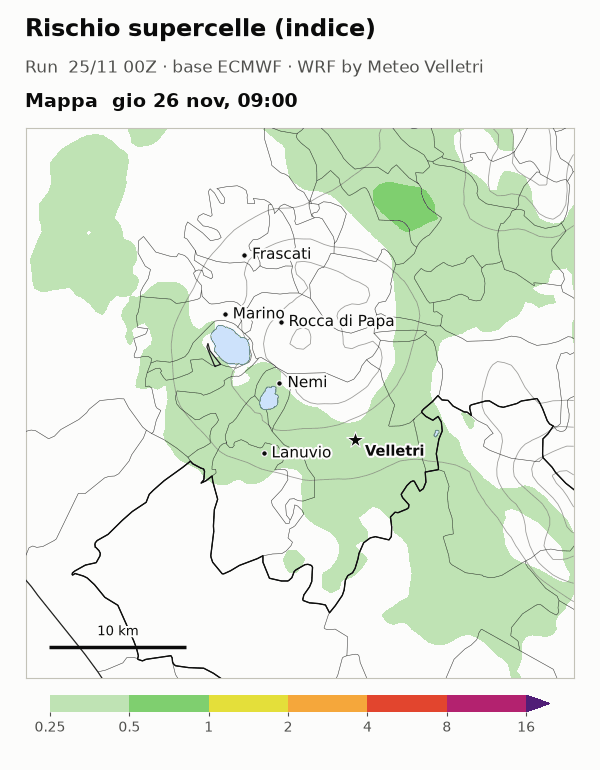 Rischio supercelle (indice)
Run  25/11 00Z · base ECMWF · WRF by Meteo Velletri
Mappa  gio 26 nov, 09:00
Frascati
Marino
Rocca di Papa
Nemi
Velletri
Lanuvio
10 km
0.25 0.5 1 2 4 8 16